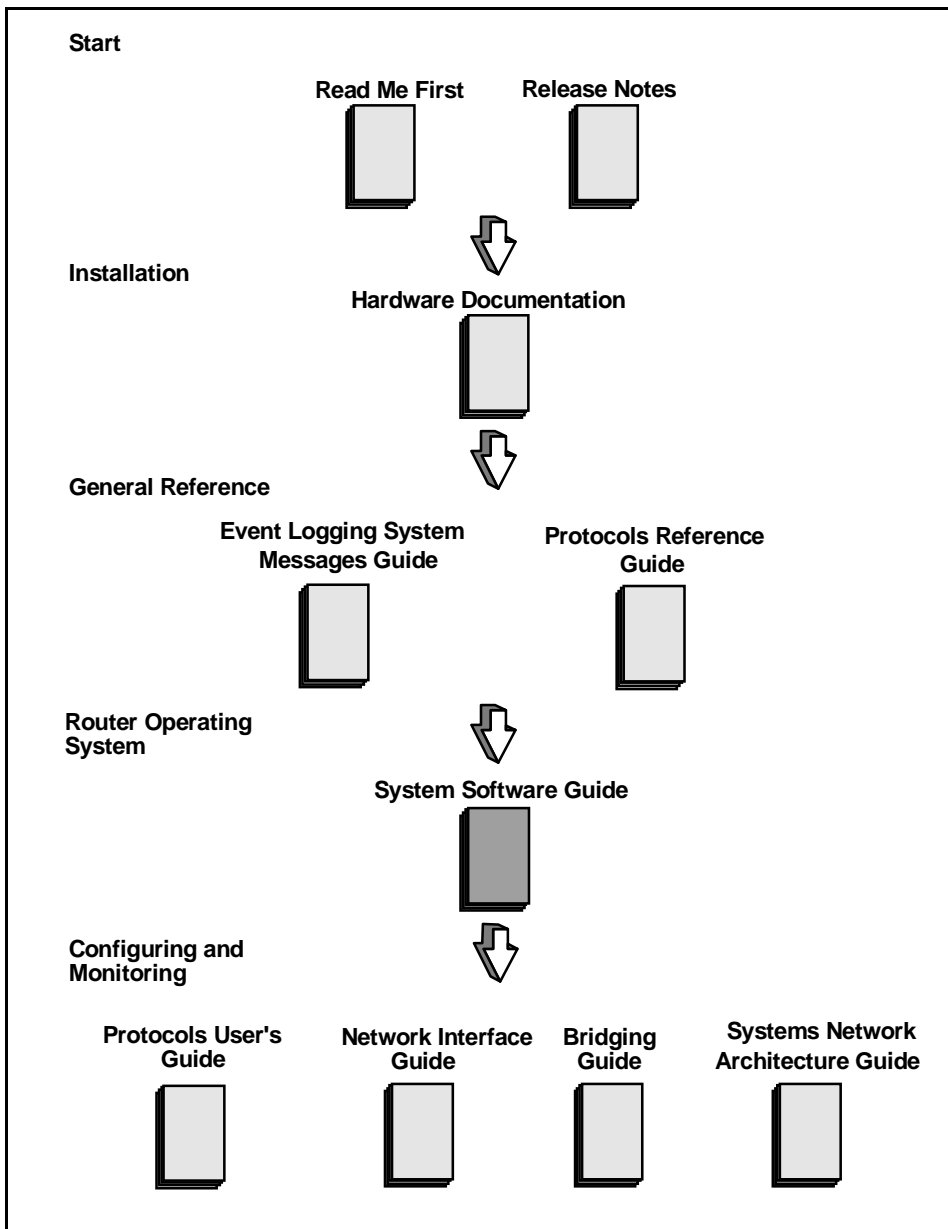 Start
Read Me First
Release Notes
Installation
Hardware Documentation
General Reference
Event Logging System
Messages Guide
Protocols Reference
Guide
Router Operating
System
System Software Guide
Configuring and
Monitoring
Protocols User's
Guide
Network Interface
Guide
Bridging
Guide
Systems Network
Architecture Guide